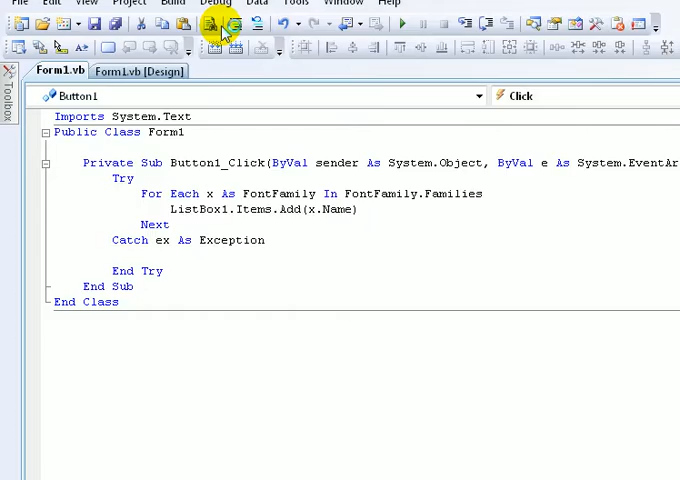 File Edit View Project Build Debug Data Tools Window Help
Form1.vb Form1.vb [Design]
Toolbox
Button1 Click
Imports System.Text
Public Class Form1
Private Sub Button1_Click(ByVal sender As System.Object, ByVal e As System.EventAr
Try
For Each x As FontFamily In FontFamily.Families
ListBox1.Items.Add(x.Name)
Next
Catch ex As Exception
End Try
End Sub
End Class